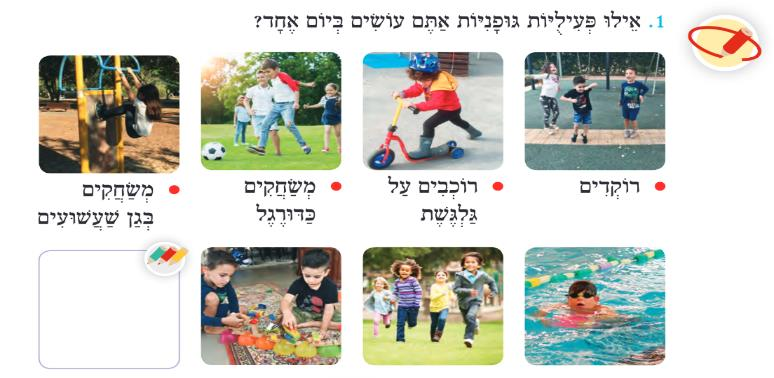 1. אֵילוּ פְּעִילֻיּוֹת גּוּפָנִיּוֹת אַתֶּם עוֹשִׂים בְּיוֹם אֶחָד?
רוֹקְדִים
רוֹכְבִים עַל
גַּלְגֶּשֶׁת
מְשַׂחֲקִים
כַּדּוּרֶגֶל
מְשַׂחֲקִים
בְּגַן שַׁעֲשׁוּעִים